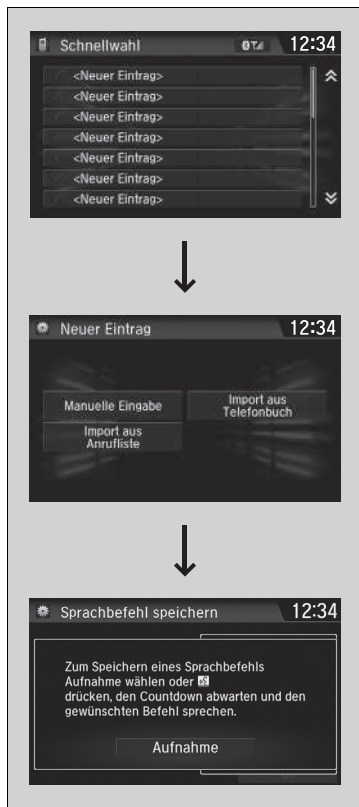 Schnellwahl 12:34
<Neuer Eintrag>
<Neuer Eintrag>
<Neuer Eintrag>
<Neuer Eintrag>
<Neuer Eintrag>
<Neuer Eintrag>
<Neuer Eintrag>
Neuer Eintrag 12:34
Manuelle Eingabe
Import aus
Telefonbuch
Import aus
Anrufliste
Sprachbefehl speichern 12:34
Zum Speichern eines Sprachbefehls
Aufnahme wählen oder
drücken, den Countdown abwarten und den
gewünschten Befehl sprechen.
Aufnahme